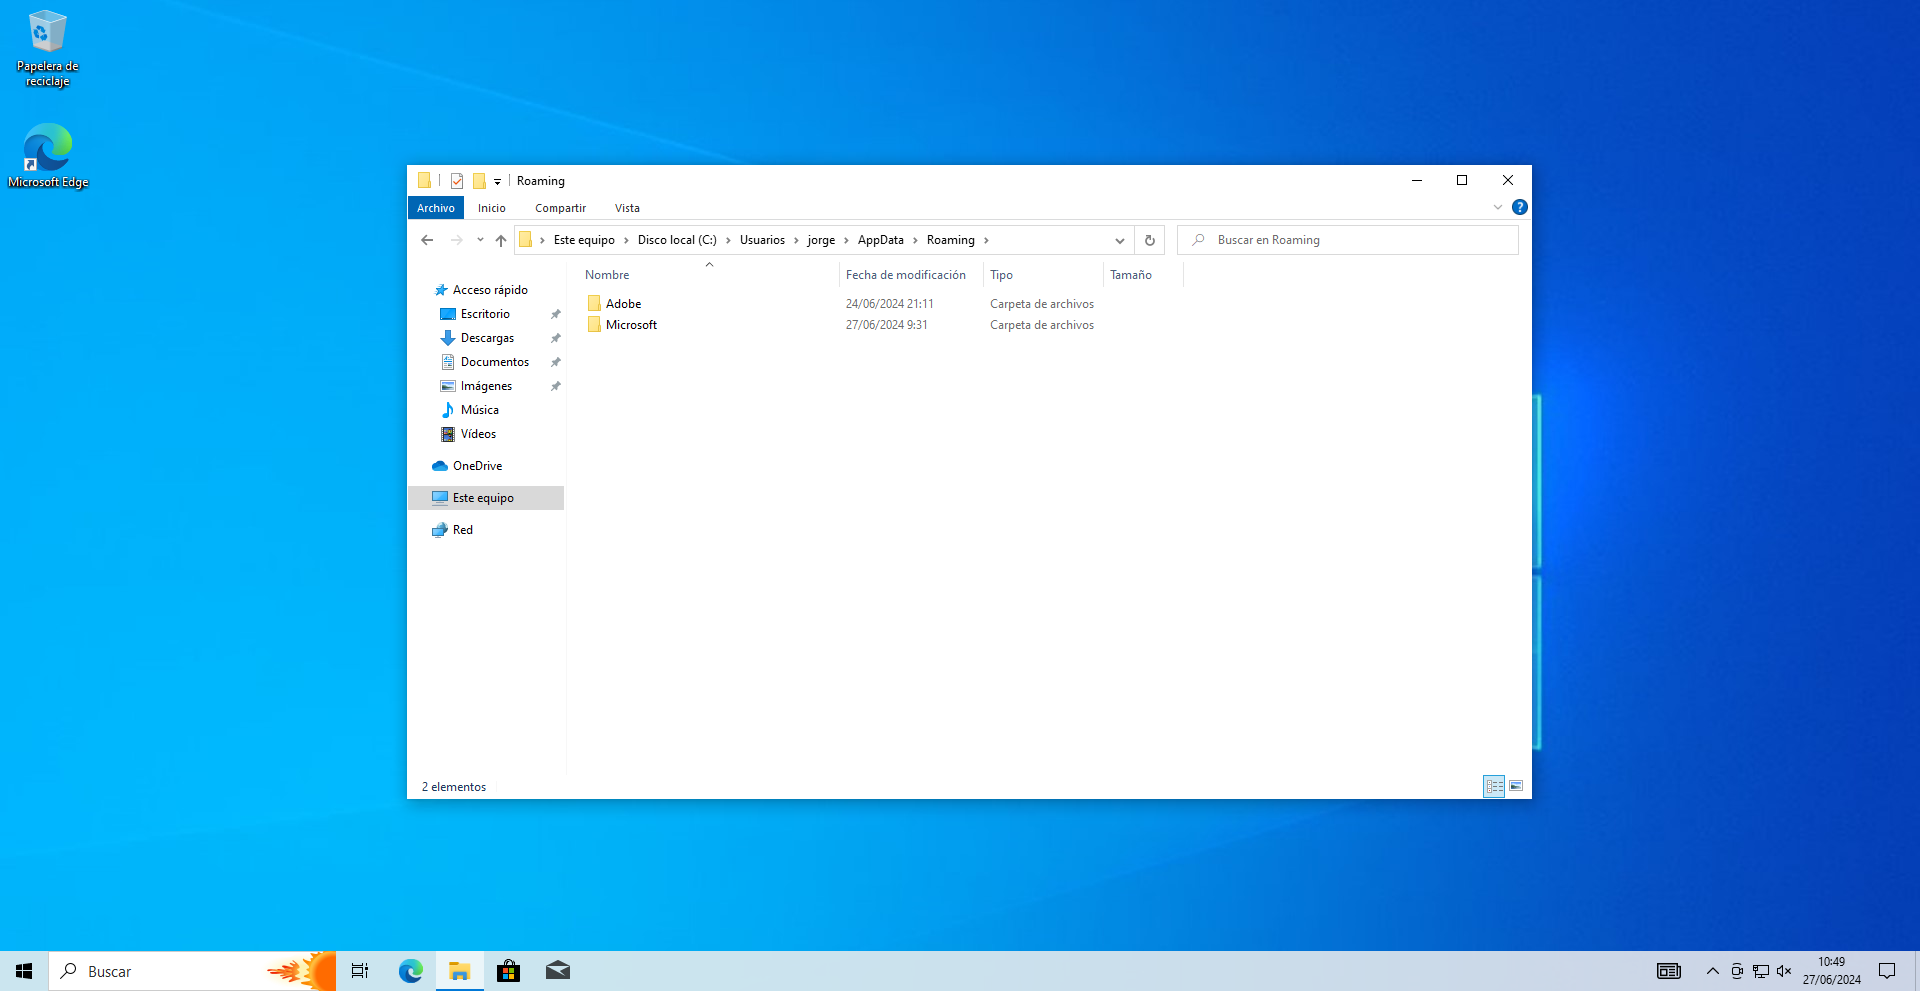 Papelera de
reciclaje
Microsoft Edge
Roaming
Archivo Inicio Compartir Vista
Este equipo Disco local (C:) Usuarios jorge AppData Roaming
Buscar en Roaming
Nombre Fecha de modificación Tipo Tamaño
Adobe 24/06/2024 21:11 Carpeta de archivos
Microsoft 27/06/2024 9:31 Carpeta de archivos
Acceso rápido
Escritorio
Descargas
Documentos
Imágenes
Música
Vídeos
OneDrive
Este equipo
Red
2 elementos
Buscar
10:49
27/06/2024